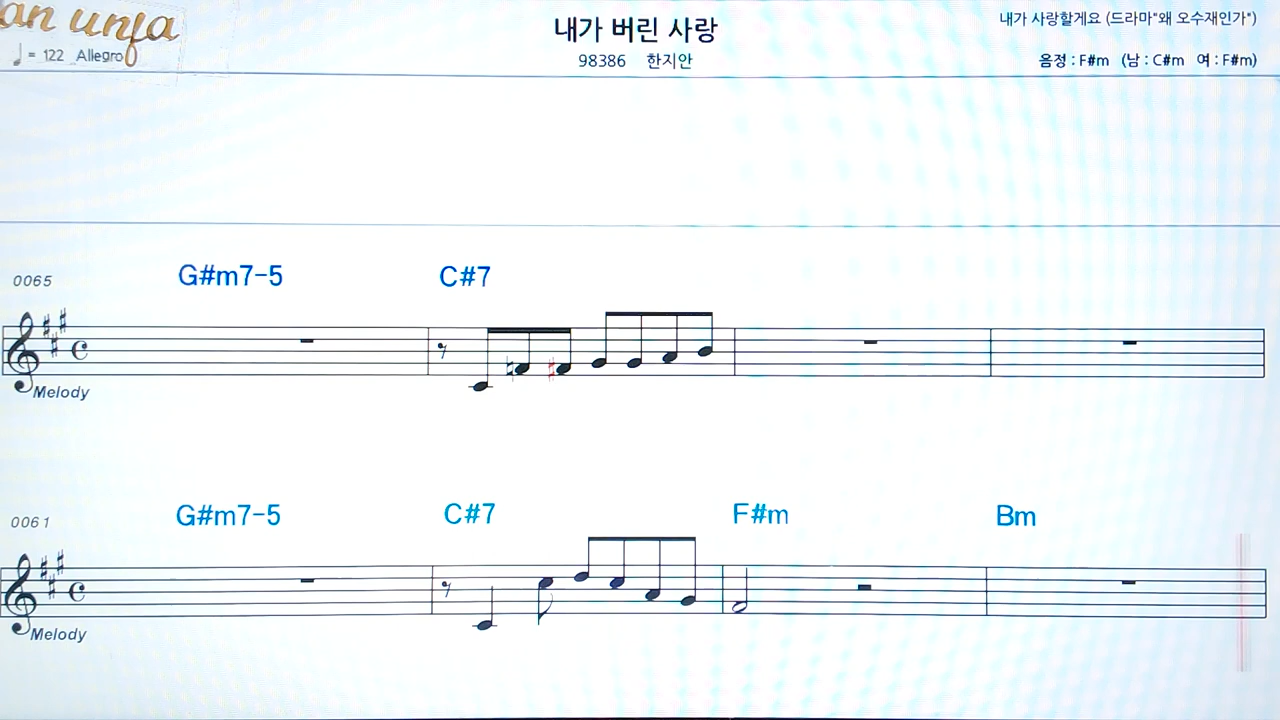 an unfa
♩ = 122 Allegro
내가 버린 사랑
98386 한지안
내가 사랑할게요 (드라마"왜 오수재인가")
음정 : F#m (남 : C#m 여 : F#m)
0065 G#m7-5 C#7
Melody
0061 G#m7-5 C#7 F#m Bm
Melody